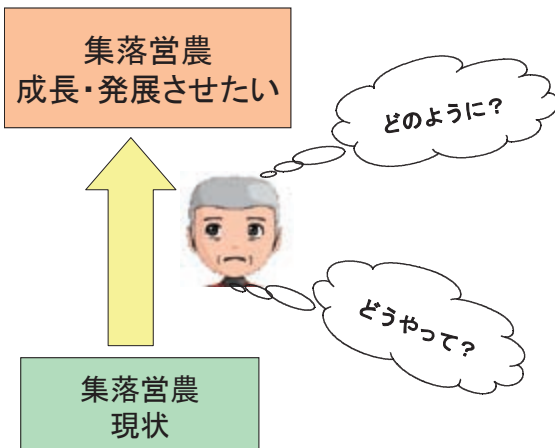 集落営農
成長・発展させたい
どのように？
どうやって？
集落営農
現状